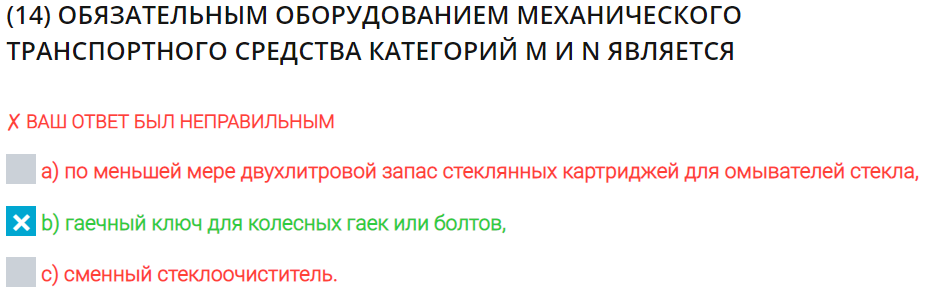 (14) ОБЯЗАТЕЛЬНЫМ ОБОРУДОВАНИЕМ МЕХАНИЧЕСКОГО
ТРАНСПОРТНОГО СРЕДСТВА КАТЕГОРИЙ M И N ЯВЛЯЕТСЯ
✗ ВАШ ОТВЕТ БЫЛ НЕПРАВИЛЬНЫМ
a) по меньшей мере двухлитровой запас стеклянных картриджей для омывателей стекла,
b) гаечный ключ для колесных гаек или болтов,
c) сменный стеклоочиститель.